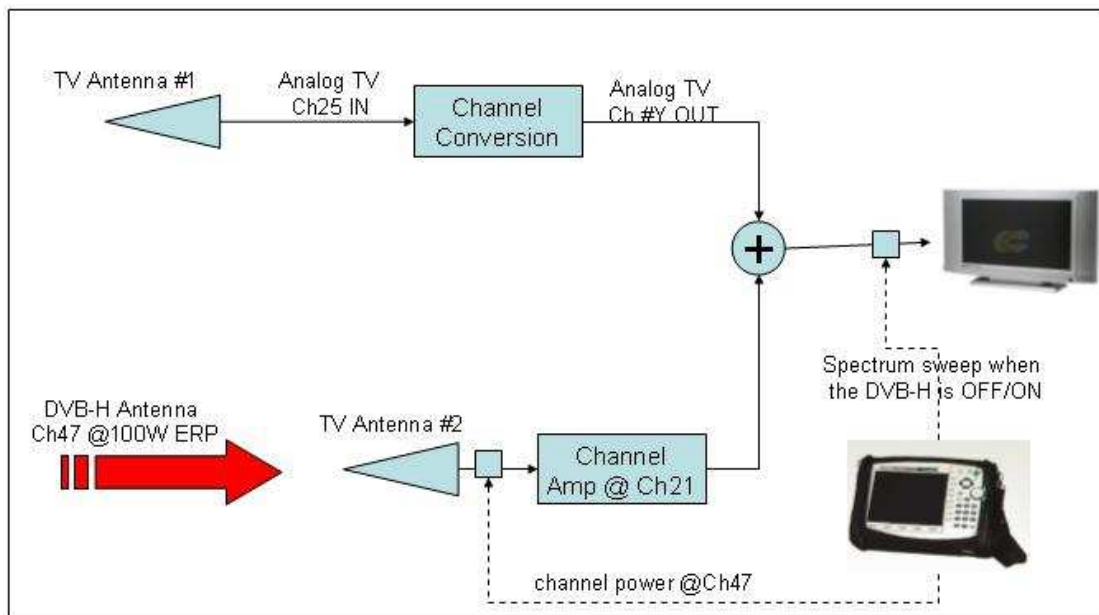 TV Antenna #1
Analog TV
Ch25 IN
Channel
Conversion
Analog TV
Ch #Y OUT
+
Spectrum sweep when
the DVB-H is OFF/ON
DVB-H Antenna
Ch47 @100W ERP
TV Antenna #2
Channel
Amp @ Ch21
channel power @Ch47